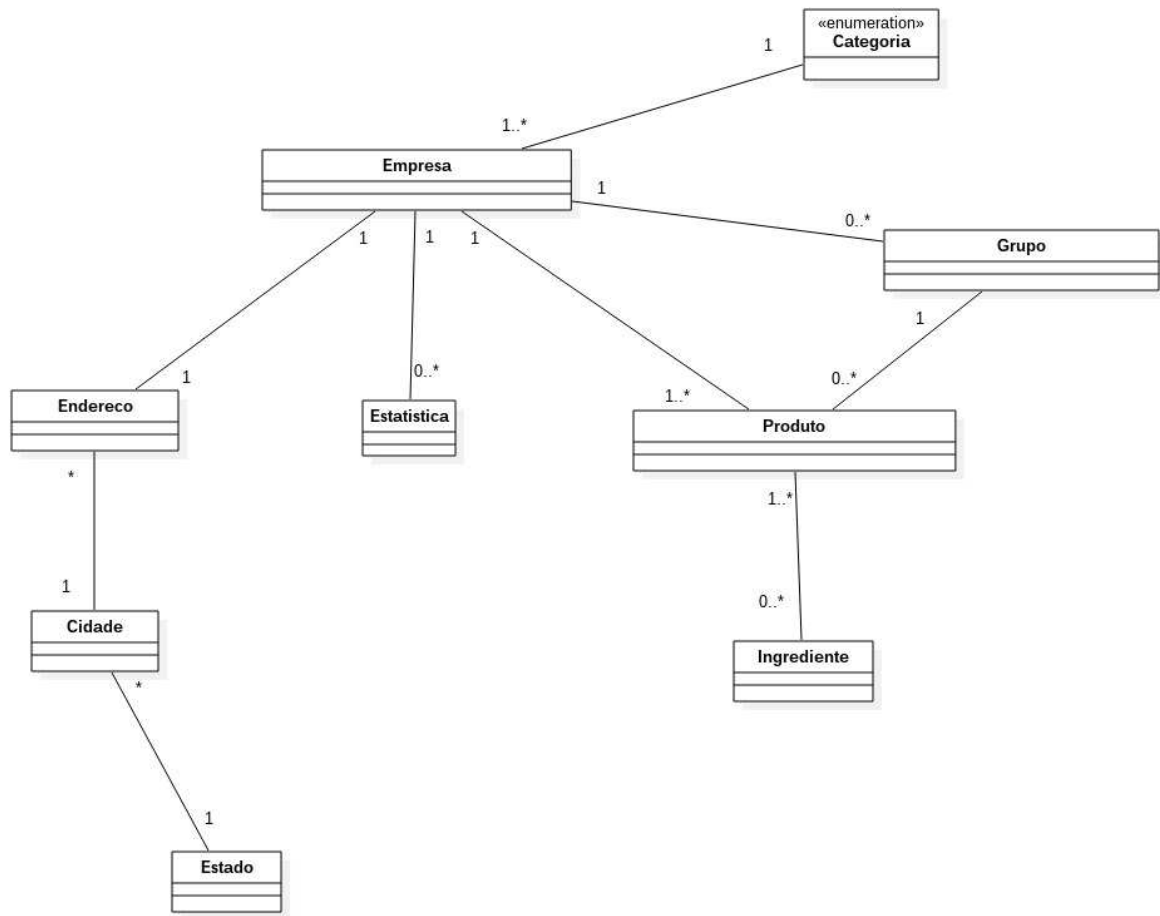 «enumeration»
Categoria
1
1..*
Empresa
1
0..*
Grupo
1
1
1
1
0..*
1
0..*
1..*
Endereco
Estatistica
Produto
*
1..*
1
0..*
Cidade
Ingrediente
*
1
Estado